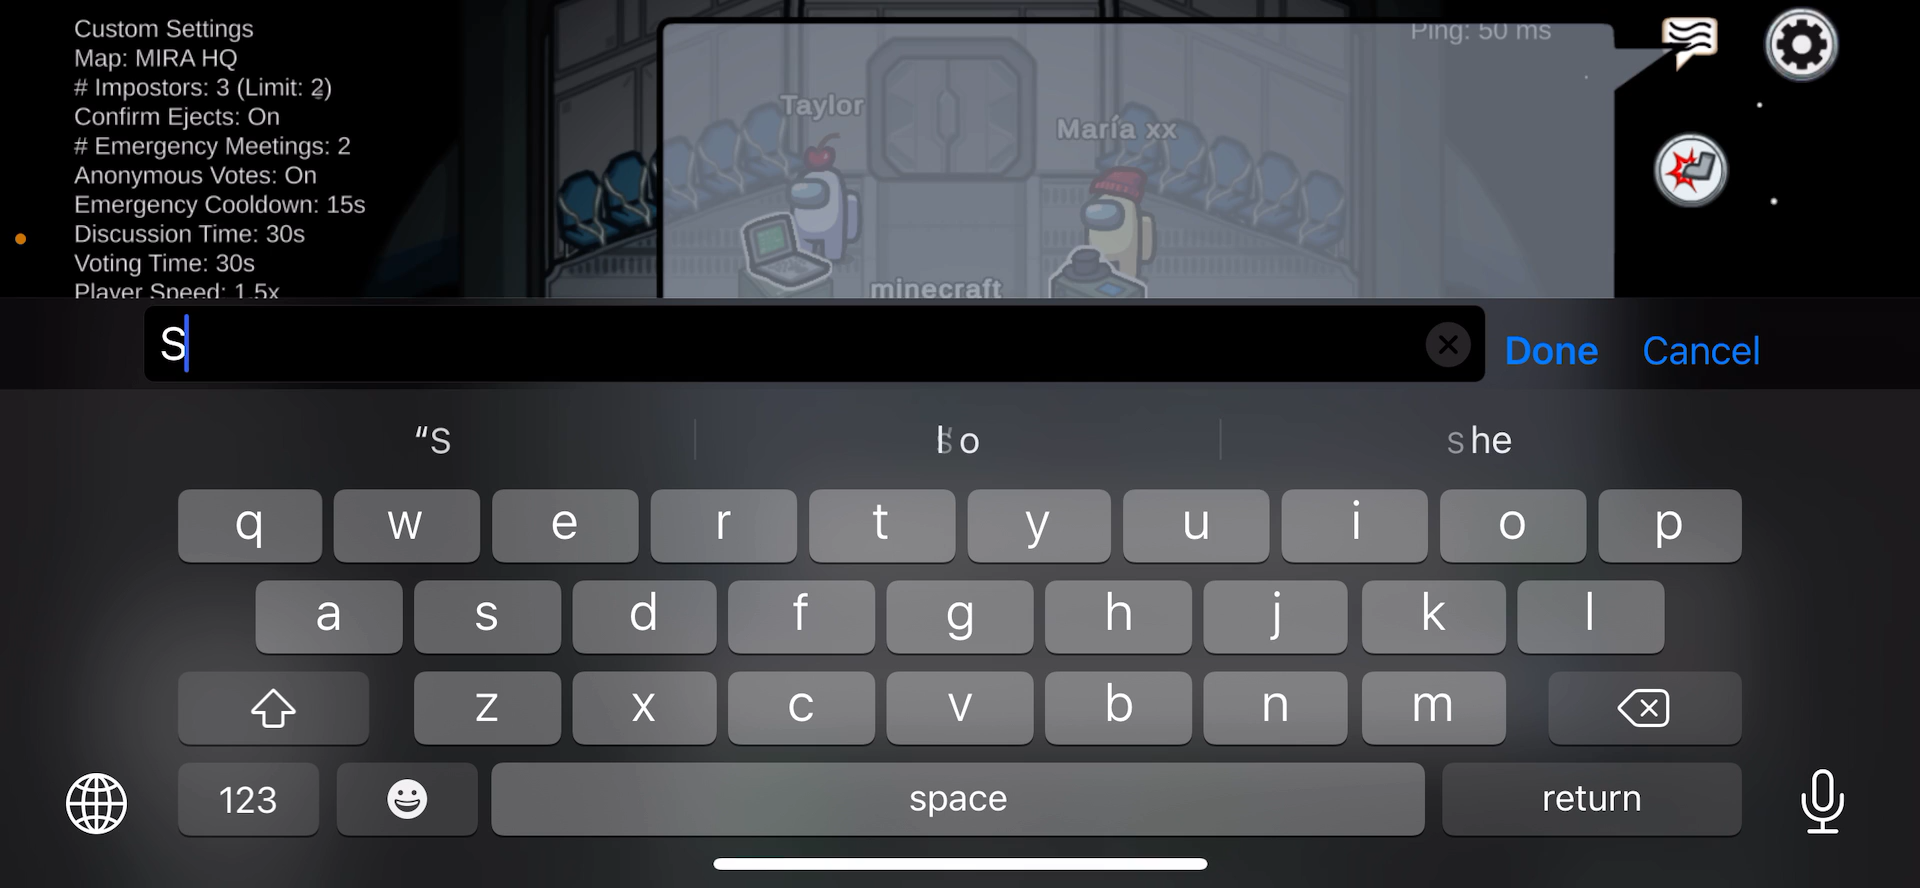 Custom Settings
Map: MIRA HQ
# Impostors: 3 (Limit: 2)
Confirm Ejects: On
# Emergency Meetings: 2
Anonymous Votes: On
Emergency Cooldown: 15s
Discussion Time: 30s
Voting Time: 30s
Player Speed: 1.5x
Ping: 50 ms
Taylor
María xx
minecraft
S
Done
Cancel
“S
she
q w e r t y u i o p
a s d f g h j k l
z x c v b n m
123
space
return